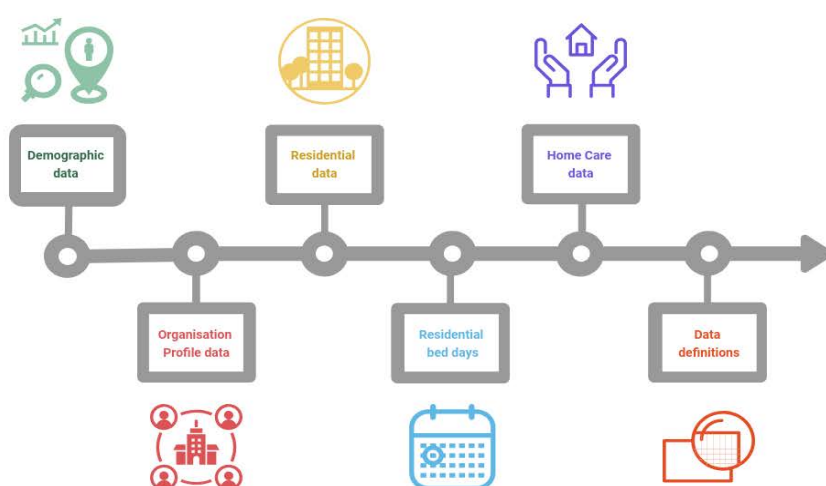 Demographic
data
Organisation
Profile data
Residential
data
Residential
bed days
Home Care
data
Data
definitions